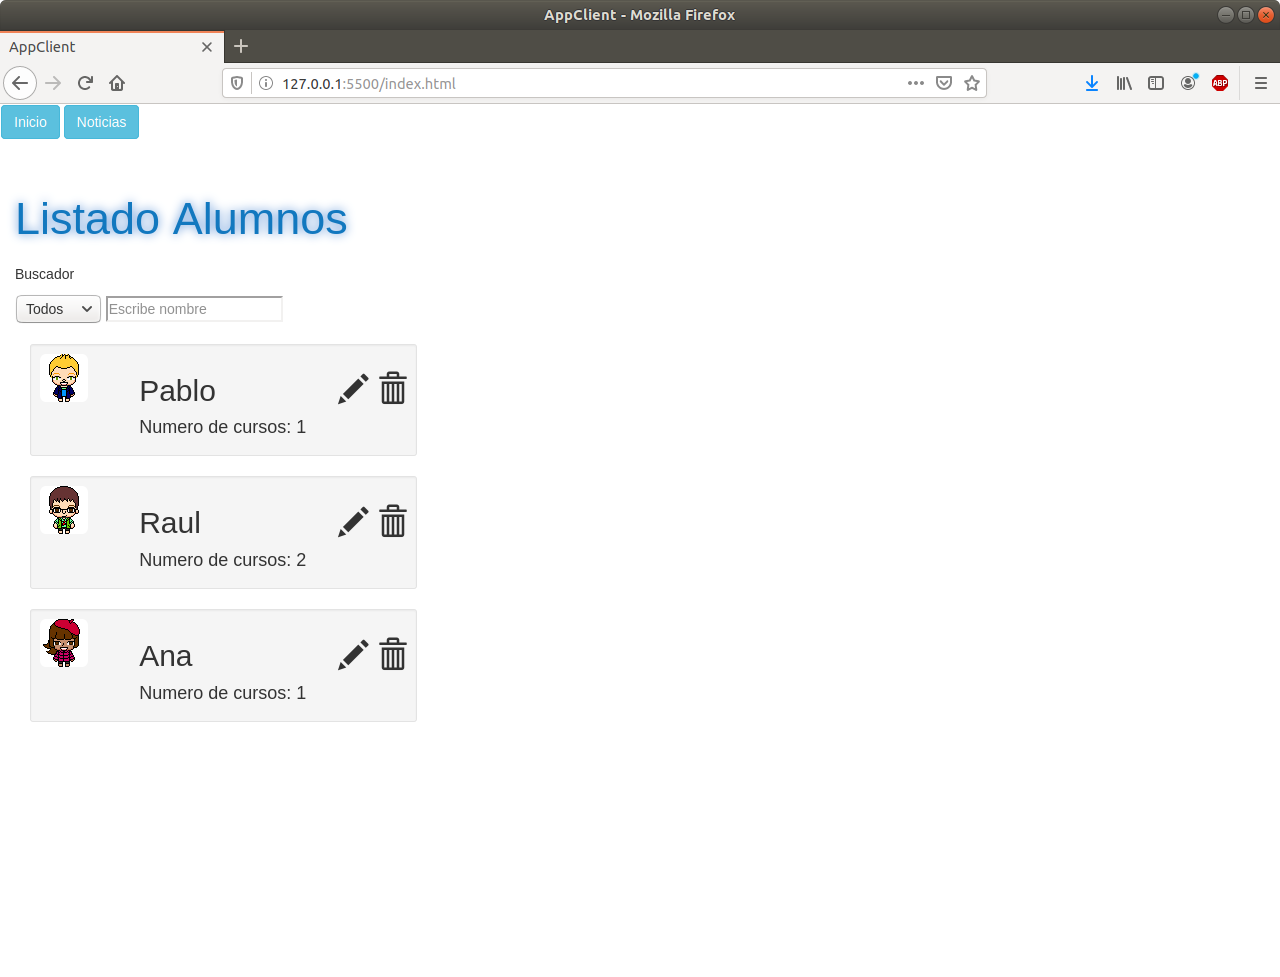 AppClient - Mozilla Firefox
AppClient
127.0.0.1:5500/index.html
ABP
Inicio Noticias
Listado Alumnos
Buscador
Todos Escribe nombre
Pablo
Numero de cursos: 1
Raul
Numero de cursos: 2
Ana
Numero de cursos: 1